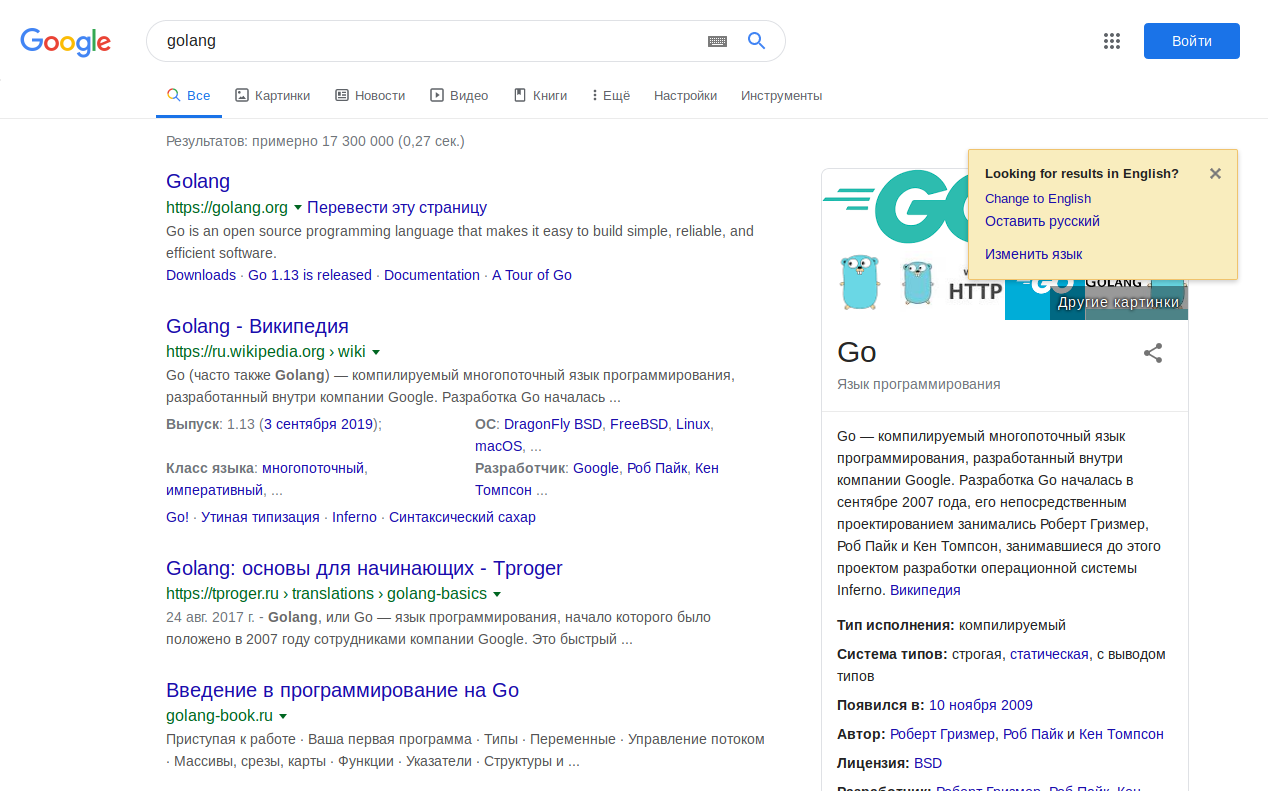 Google
golang
Войти
Все Картинки Новости Видео Книги Ещё Настройки Инструменты
Результатов: примерно 17 300 000 (0,27 сек.)
Golang
https://golang.org Перевести эту страницу
Go is an open source programming language that makes it easy to build simple, reliable, and
efficient software.
Downloads · Go 1.13 is released · Documentation · A Tour of Go
Golang - Википедия
https://ru.wikipedia.org › wiki
Go (часто также Golang) — компилируемый многопоточный язык программирования,
разработанный внутри компании Google. Разработка Go началась ...
Выпуск: 1.13 (3 сентября 2019);
Класс языка: многопоточный,
императивный, ...
ОС: DragonFly BSD, FreeBSD, Linux,
macOS, ...
Разработчик: Google, Роб Пайк, Кен
Томпсон ...
Go! · Утиная типизация · Inferno · Синтаксический сахар
Golang: основы для начинающих - Tproger
https://tproger.ru › translations › golang-basics
24 авг. 2017 г. - Golang, или Go — язык программирования, начало которого было
положено в 2007 году сотрудниками компании Google. Это быстрый ...
Введение в программирование на Go
golang-book.ru
Приступая к работе · Ваша первая программа · Типы · Переменные · Управление потоком
· Массивы, срезы, карты · Функции · Указатели · Структуры и ...
Looking for results in English?
Change to English
Оставить русский
Изменить язык
GO
HTTP
GO
GOLANG
Другие картинки
Go
Язык программирования
Go — компилируемый многопоточный язык
программирования, разработанный внутри
компании Google. Разработка Go началась в
сентябре 2007 года, его непосредственным
проектированием занимались Роберт Гризмер,
Роб Пайк и Кен Томпсон, занимавшиеся до этого
проектом разработки операционной системы
Inferno. Википедия
Тип исполнения: компилируемый
Система типов: строгая, статическая, с выводом
типов
Появился в: 10 ноября 2009
Автор: Роберт Гризмер, Роб Пайк и Кен Томпсон
Лицензия: BSD
Разработчик: Роберт Гризмер, Роб Пайк, Кен